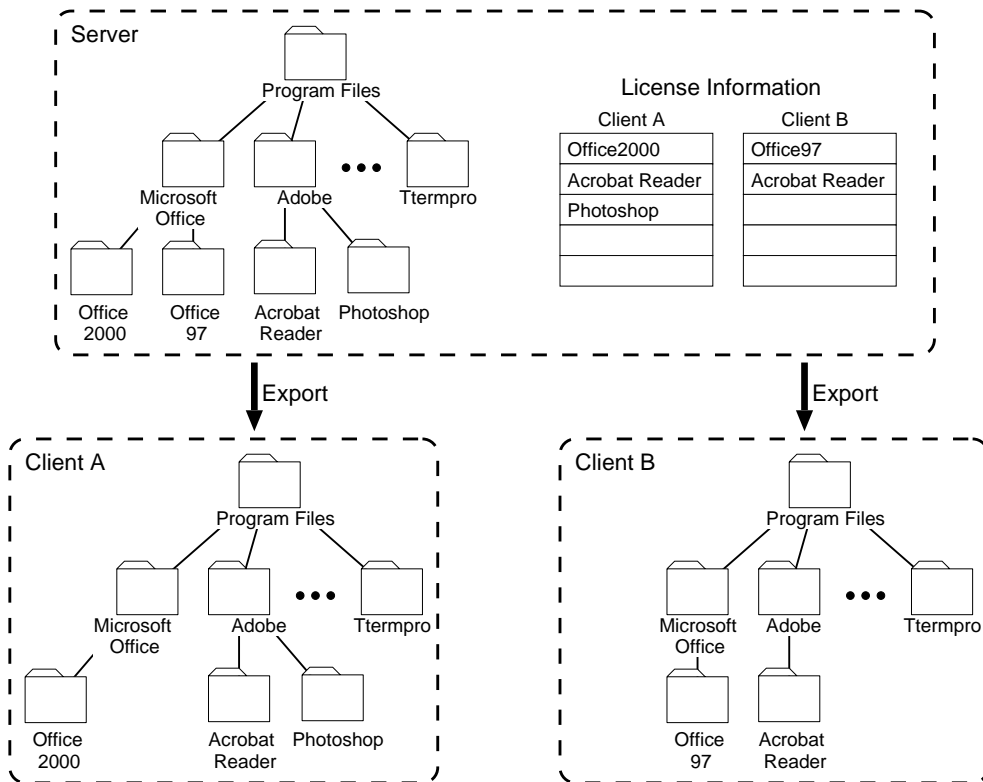 Server
Program Files
Microsoft
Office
Adobe
Ttermpro
Office
2000
Office
97
Acrobat
Reader
Photoshop
License Information
Client A
Office2000
Acrobat Reader
Photoshop
Client B
Office97
Acrobat Reader
Export
Export
Client A
Program Files
Microsoft
Office
Adobe
Ttermpro
Office
2000
Acrobat
Reader
Photoshop
Client B
Program Files
Microsoft
Office
Adobe
Ttermpro
Office
97
Acrobat
Reader